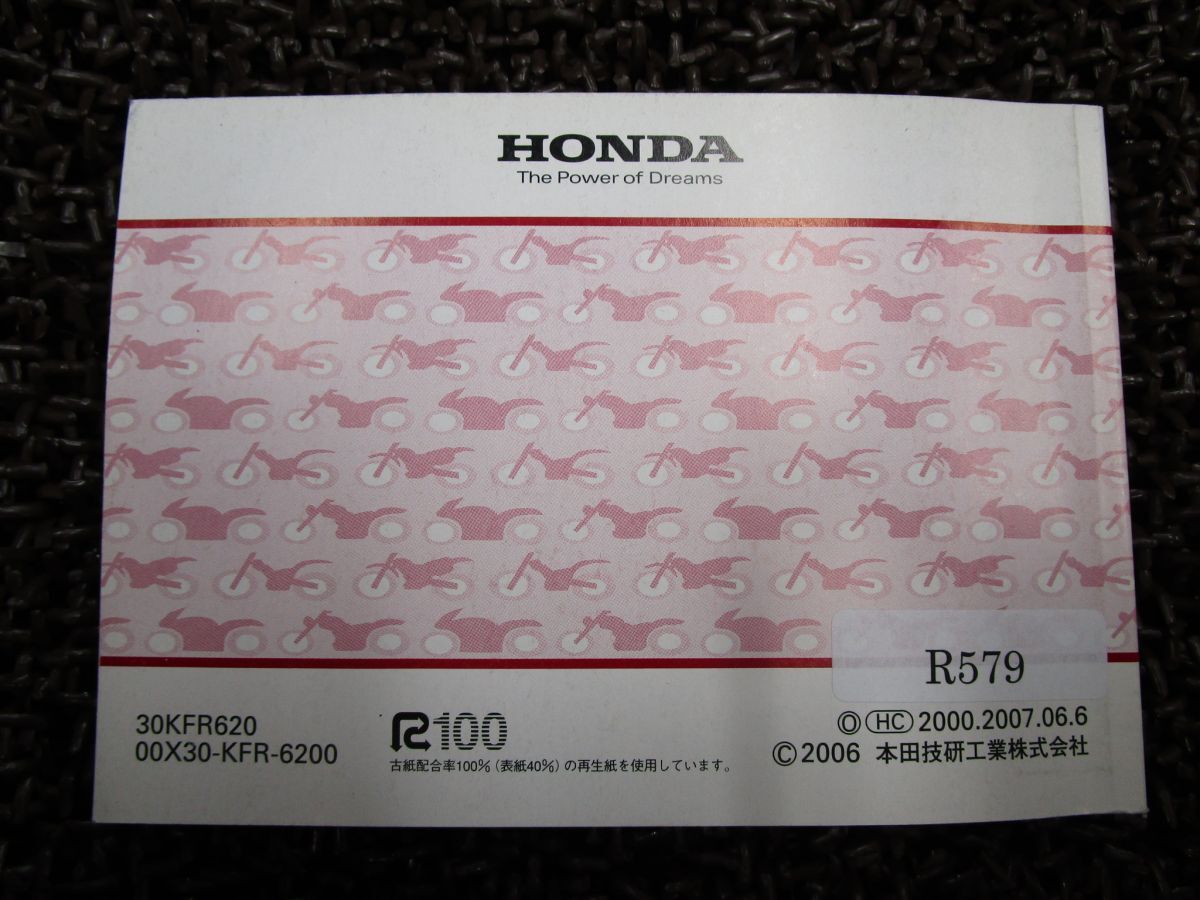 HONDA
The Power of Dreams
R579
30KFR620
00X30-KFR-6200
R100
古紙配合率100%(表紙40%)の再生紙を使用しています。
Ⓞ HC 2000.2007.06.6
©2006 本田技研工業株式会社